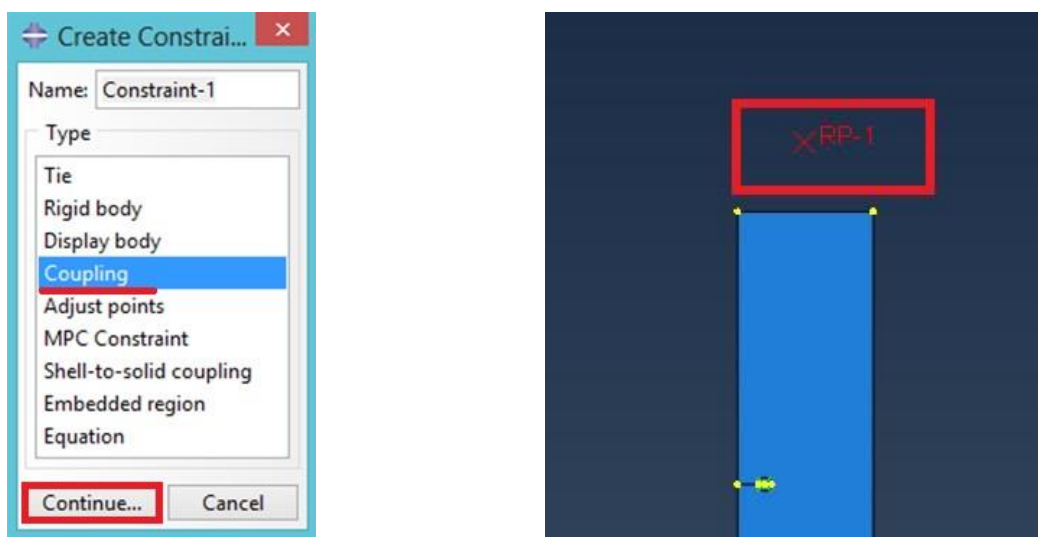 Create Constrai...
Name: Constraint-1
Type
Tie
Rigid body
Display body
Coupling
Adjust points
MPC Constraint
Shell-to-solid coupling
Embedded region
Equation
Continue... Cancel
RP-1